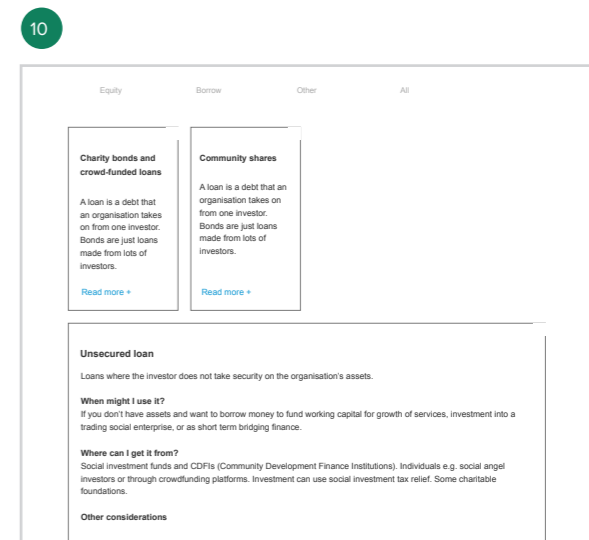 10
Equity Borrow Other All
Charity bonds and
crowd-funded loans
A loan is a debt that
an organisation takes
on from one investor.
Bonds are just loans
made from lots of
investors.
Read more +
Community shares
A loan is a debt that an
organisation takes on
from one investor.
Bonds are just loans
made from lots of
investors.
Read more +
Unsecured loan
Loans where the investor does not take security on the organisation's assets.
When might I use it?
If you don't have assets and want to borrow money to fund working capital for growth of services, investment into a
trading social enterprise, or as short term bridging finance.
Where can I get it from?
Social investment funds and CDFIs (Community Development Finance Institutions). Individuals e.g. social angel
investors or through crowdfunding platforms. Investment can use social investment tax relief. Some charitable
foundations.
Other considerations